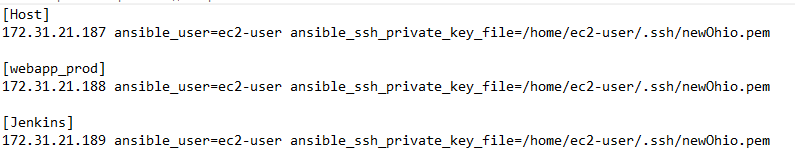 [Host]
172.31.21.187 ansible_user=ec2-user ansible_ssh_private_key_file=/home/ec2-user/.ssh/newOhio.pem
[webapp_prod]
172.31.21.188 ansible_user=ec2-user ansible_ssh_private_key_file=/home/ec2-user/.ssh/newOhio.pem
[Jenkins]
172.31.21.189 ansible_user=ec2-user ansible_ssh_private_key_file=/home/ec2-user/.ssh/newOhio.pem